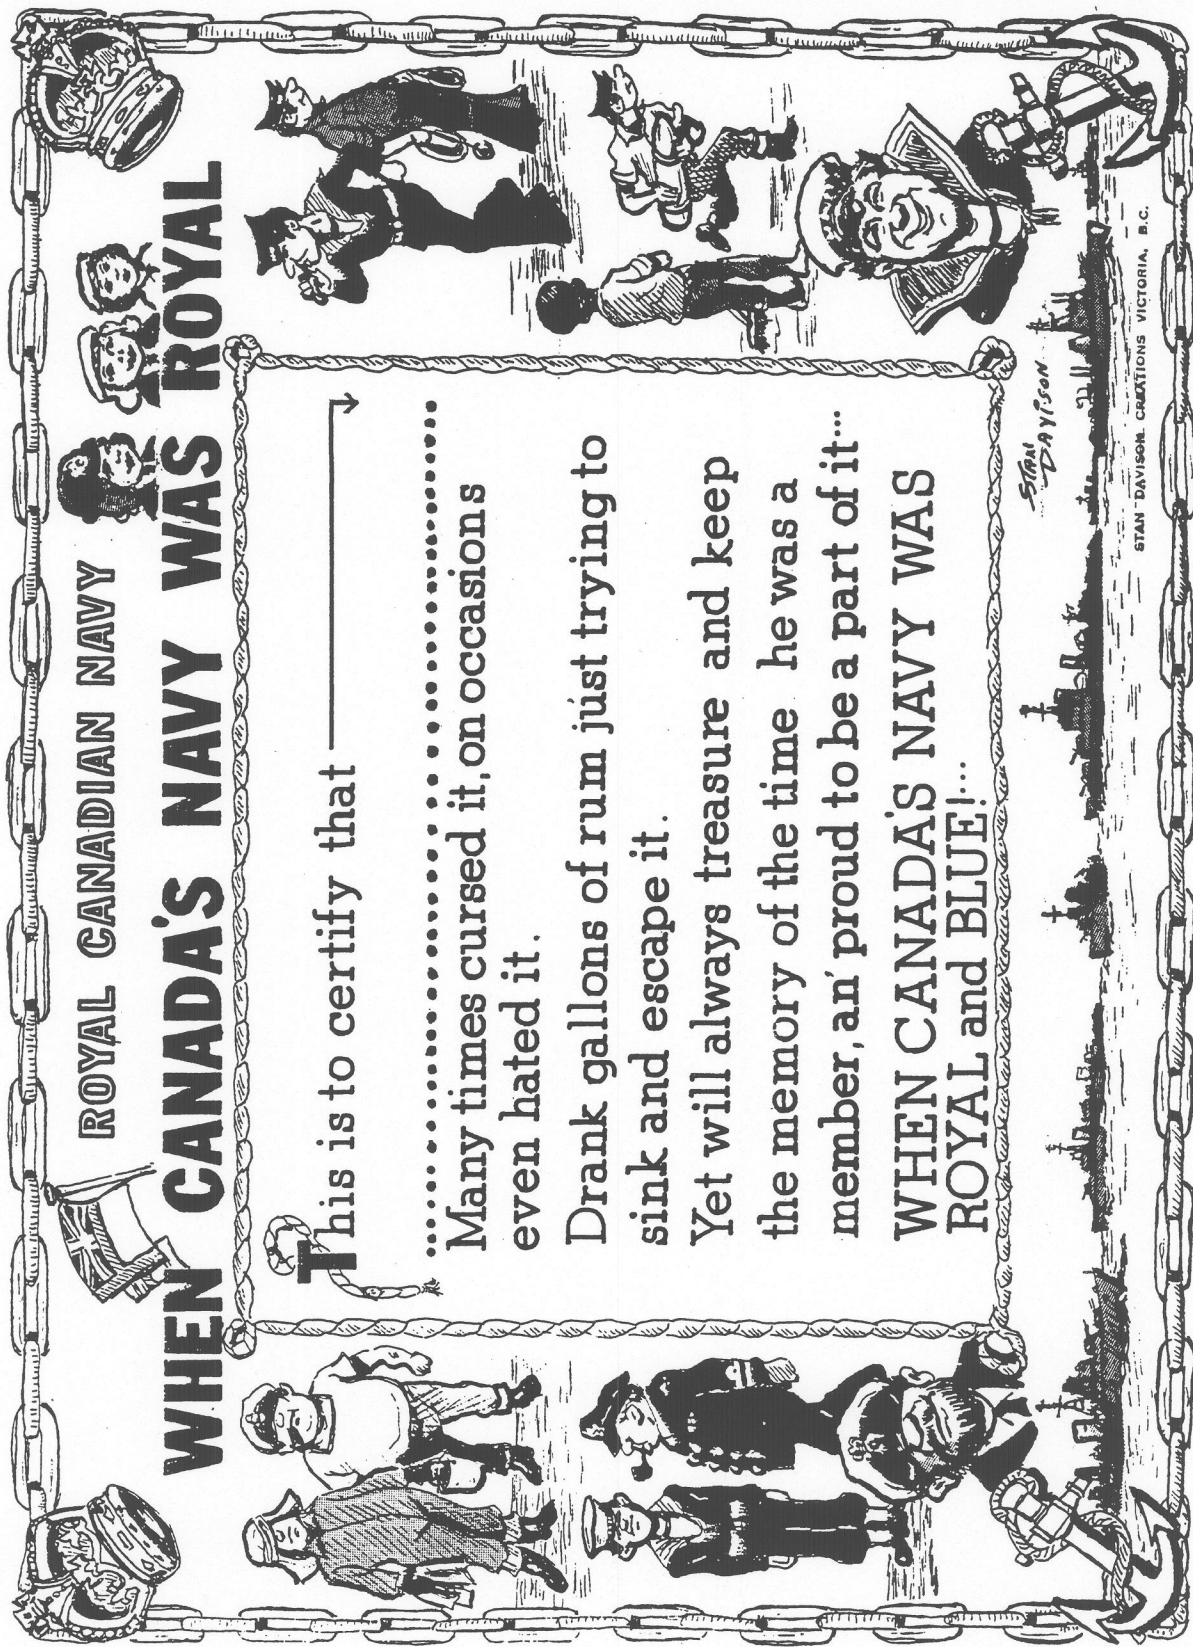 ROYAL CANADIAN NAVY
WHEN CANADA'S NAVY WAS ROYAL
This is to certify that
Many times cursed it, on occasions
even hated it.
Drank gallons of rum just trying to
sink and escape it.
Yet will always treasure and keep
the memory of the time he was a
member, an' proud to be a part of it...
WHEN CANADA'S NAVY WAS
ROYAL and BLUE!...
STAN DAVISON
STAN DAVISON CREATIONS VICTORIA, B.C.